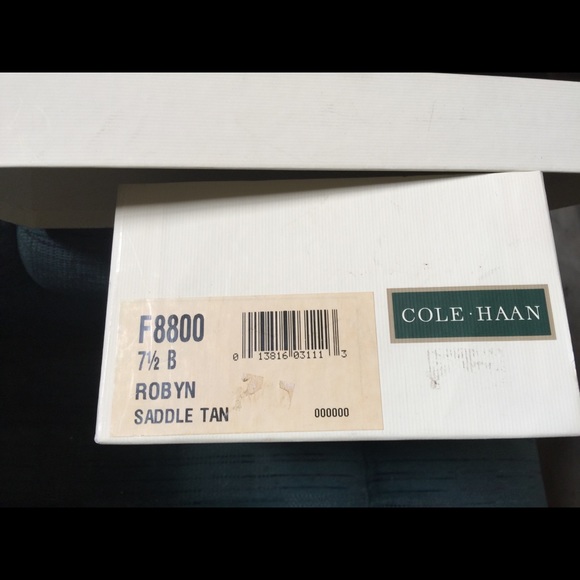 F8800
7½ B
ROBYN
SADDLE TAN
0 13816 03111 3
000000
COLE·HAAN